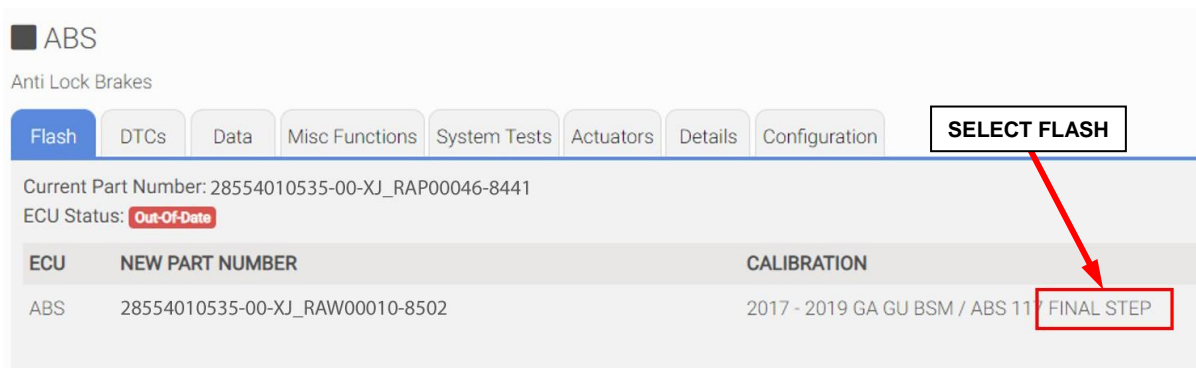 ABS
Anti Lock Brakes
Flash DTCs Data Misc Functions System Tests Actuators Details Configuration
SELECT FLASH
Current Part Number: 28554010535-00-XJ_RAP00046-8441
ECU Status: Out-Of-Date
ECU NEW PART NUMBER CALIBRATION
ABS 28554010535-00-XJ_RAW00010-8502 2017 - 2019 GA GU BSM / ABS 117 FINAL STEP